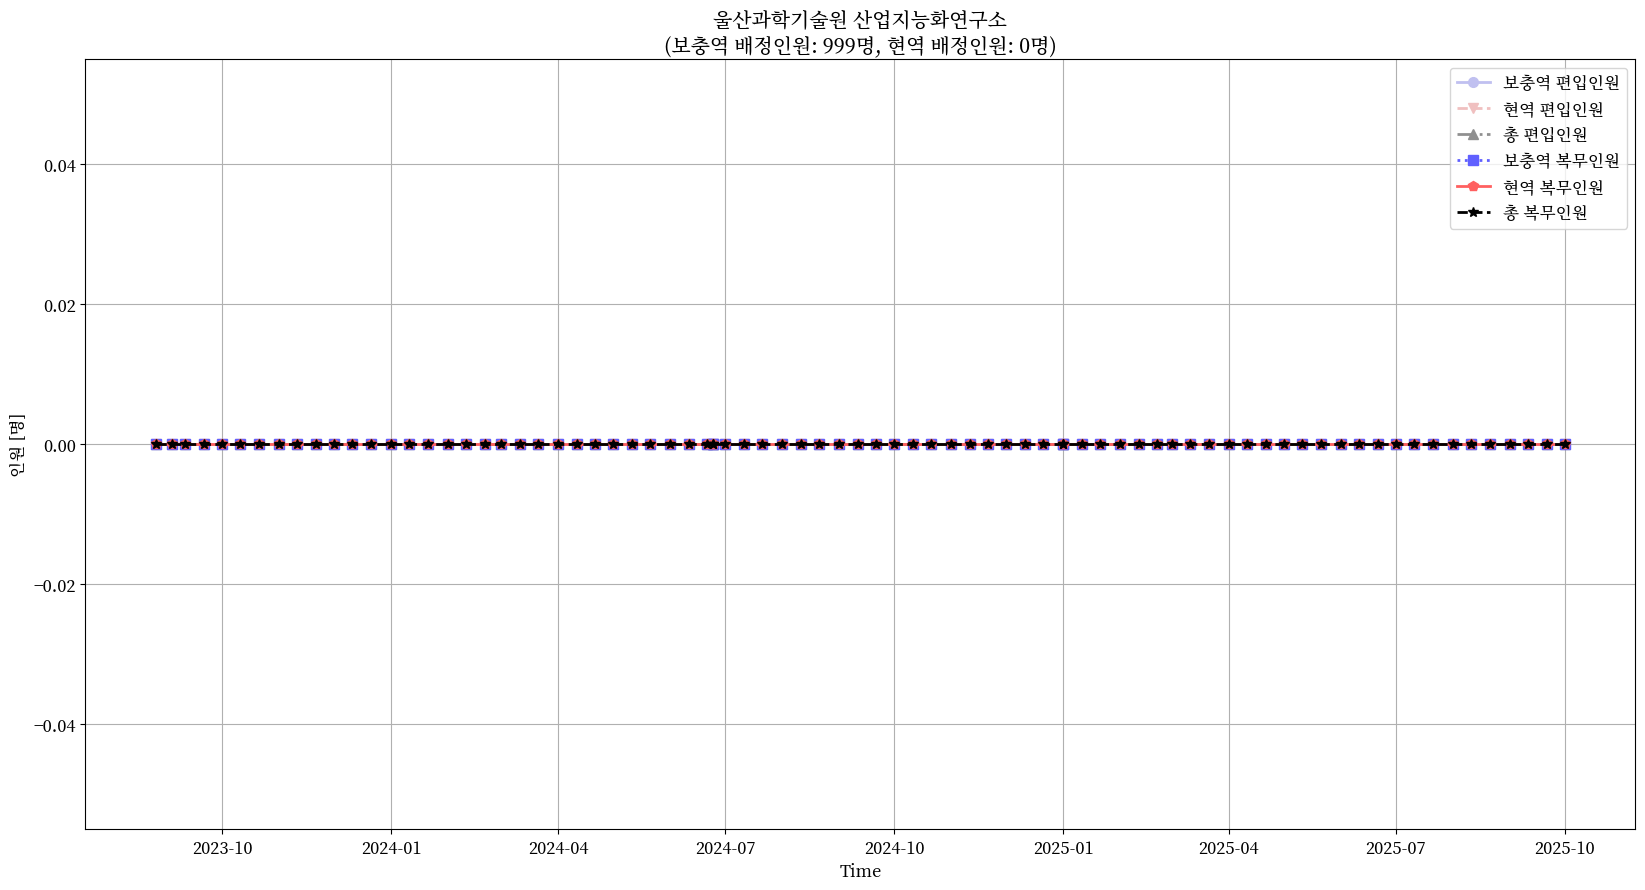 울산과학기술원 산업지능화연구소
(보충역 배정인원: 999명, 현역 배정인원: 0명)
보충역 편입인원
현역 편입인원
총 편입인원
보충역 복무인원
현역 복무인원
총 복무인원
0.04
0.02
0.00
−0.02
−0.04
인원 [명]
2023-10 2024-01 2024-04 2024-07 2024-10 2025-01 2025-04 2025-07 2025-10
Time